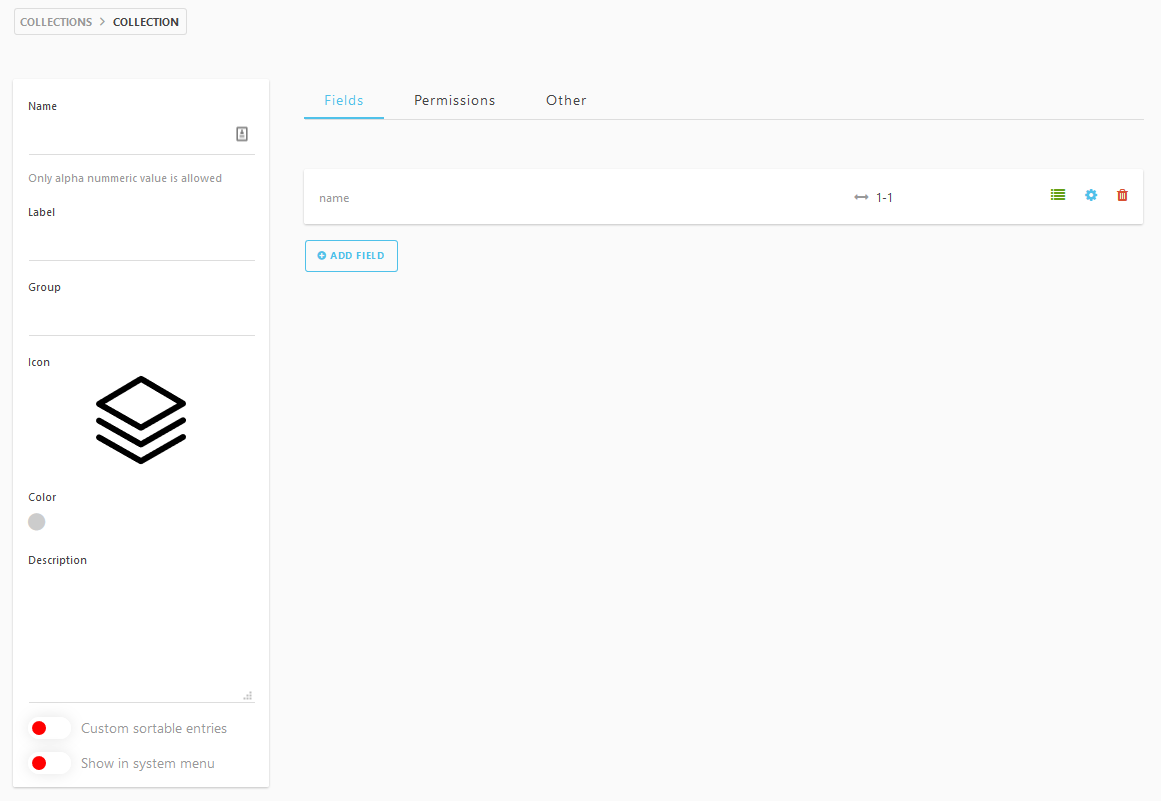 COLLECTIONS > COLLECTION
Name
Only alpha nummeric value is allowed
Label
Group
Icon
Color
Description
Custom sortable entries
Show in system menu
Fields Permissions Other
name 1-1
ADD FIELD